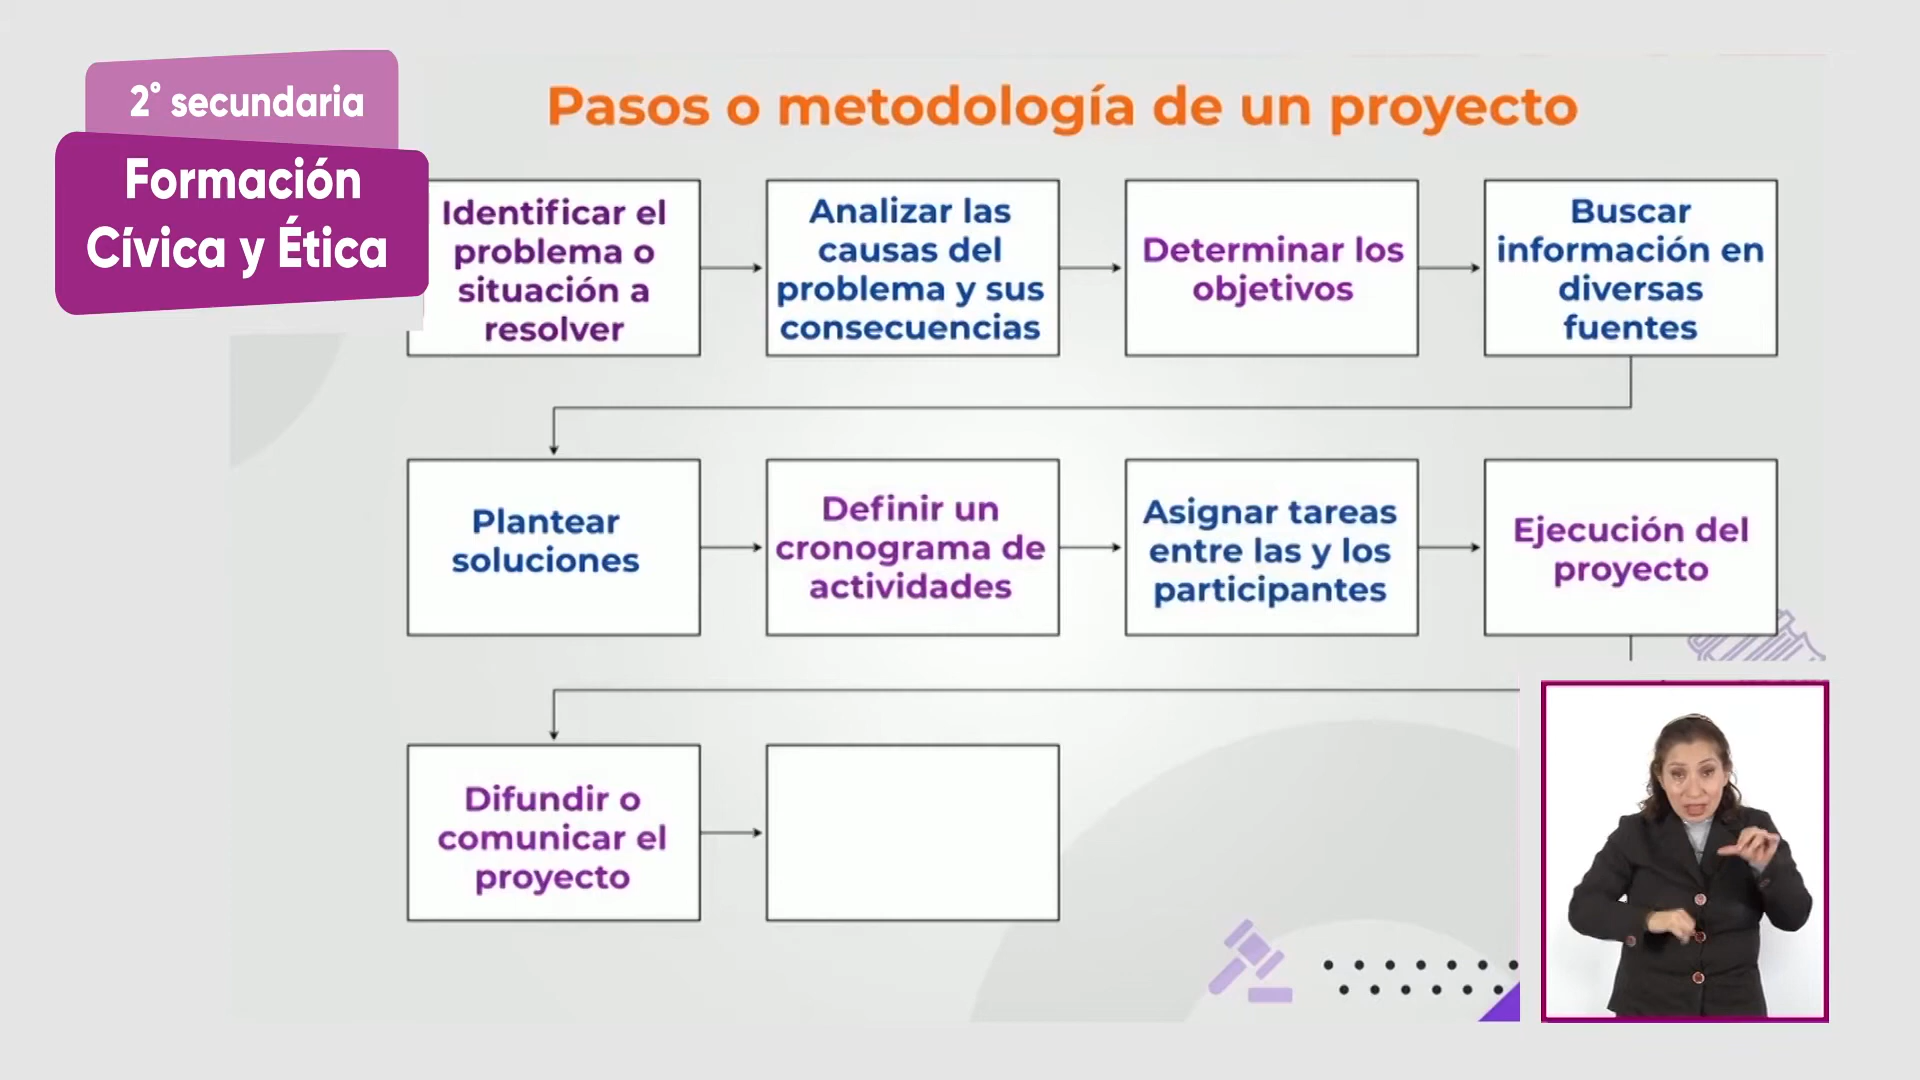 2° secundaria
Formación
Cívica y Ética
Pasos o metodología de un proyecto
Identificar el
problema o
situación a
resolver
Analizar las
causas del
problema y sus
consecuencias
Determinar los
objetivos
Buscar
información en
diversas
fuentes
Plantear
soluciones
Definir un
cronograma de
actividades
Asignar tareas
entre las y los
participantes
Ejecución del
proyecto
Difundir o
comunicar el
proyecto